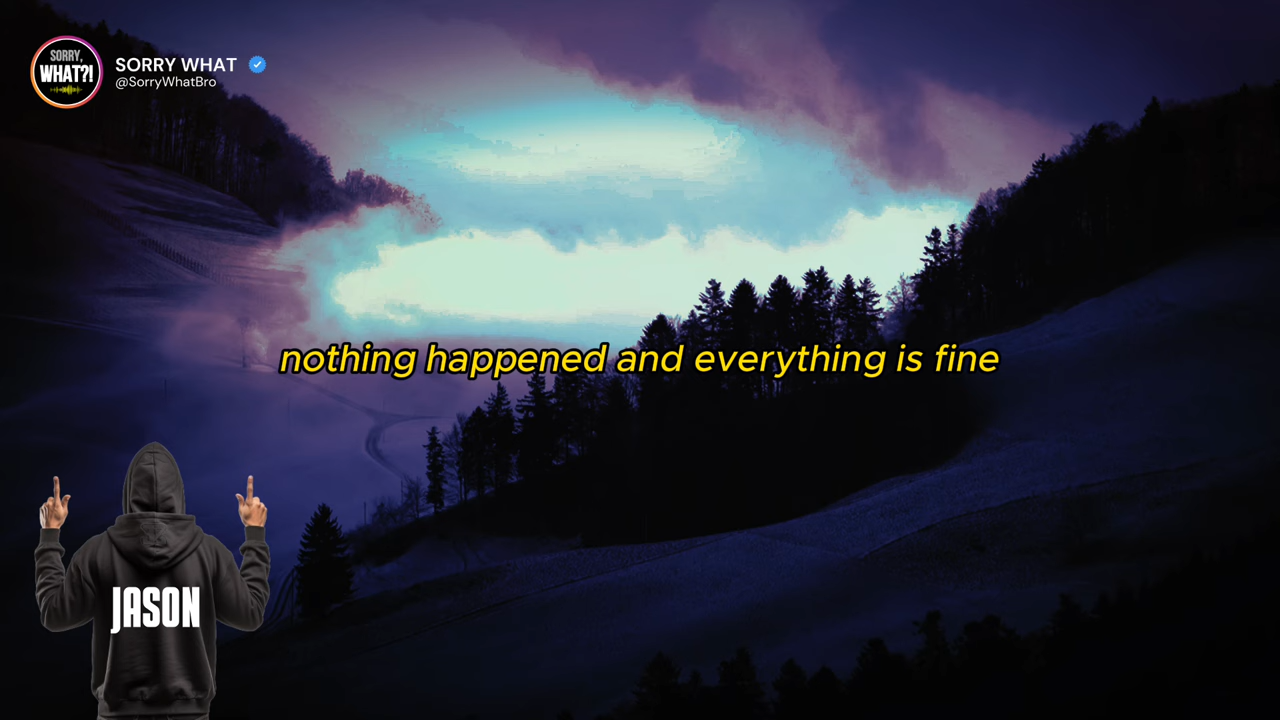 SORRY,
WHAT?!
SORRY WHAT
@SorryWhatBro
nothing happened and everything is fine
JASON